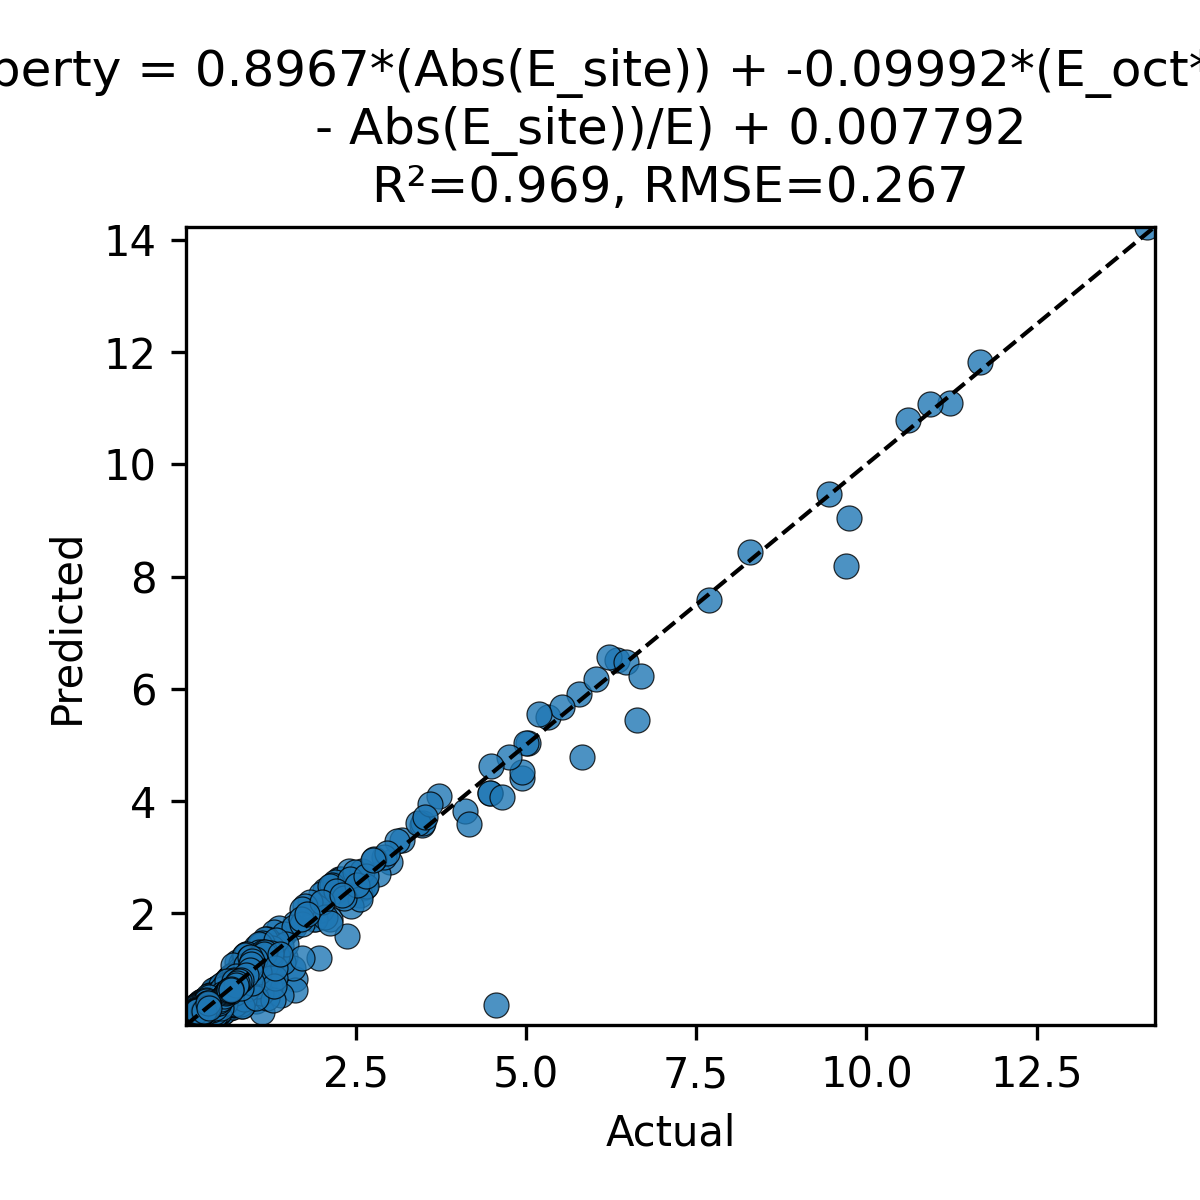 perty = 0.8967*(Abs(E_site)) + -0.09992*(E_oct*
- Abs(E_site))/E) + 0.007792
R²=0.969, RMSE=0.267
14
12
10
8
6
4
2
Predicted
2.5 5.0 7.5 10.0 12.5
Actual